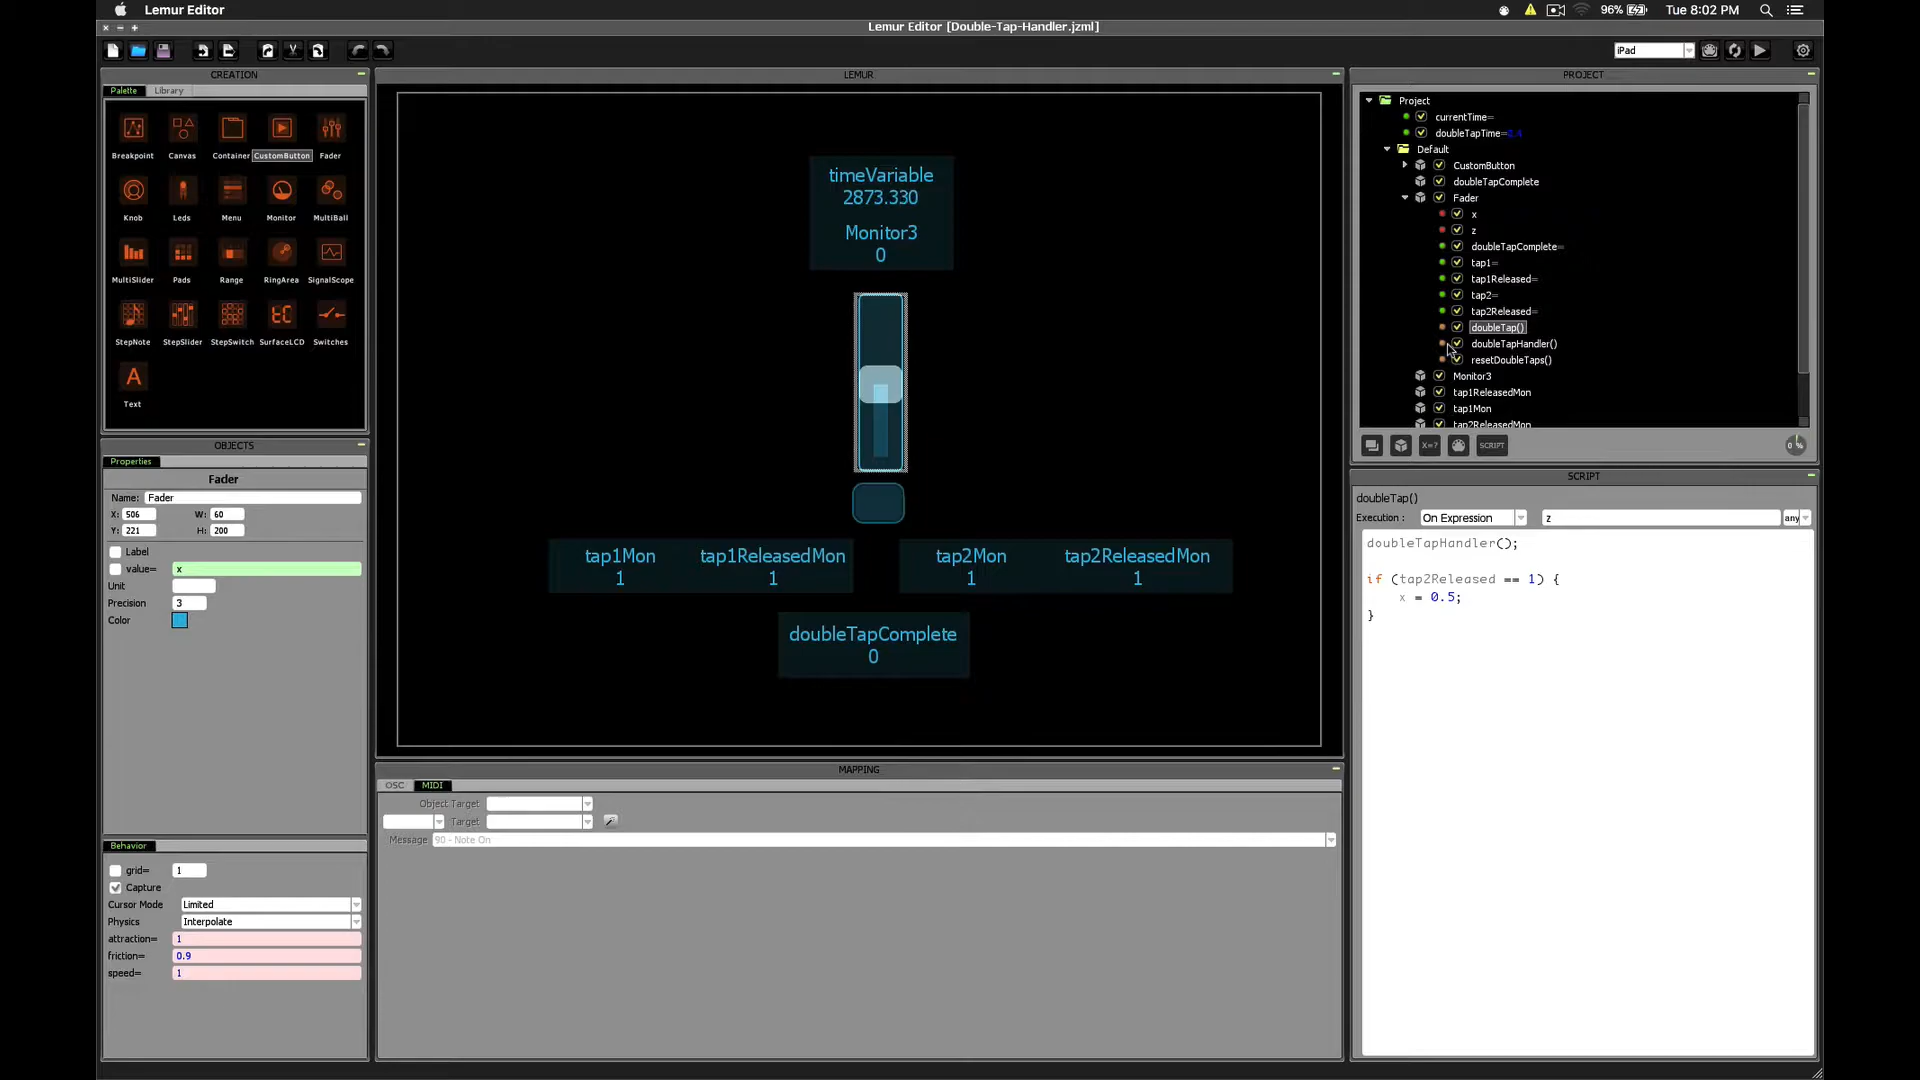 Lemur Editor
96%
Tue 8:02 PM
Lemur Editor [Double-Tap-Handler.jzml]
iPad
CREATION
Palette
Library
Breakpoint
Canvas
Container
CustomButton
Fader
Knob
Leds
Menu
Monitor
MultiBall
MultiSlider
Pads
Range
RingArea
SignalScope
StepNote
StepSlider
StepSwitch
SurfaceLCD
Switches
A
Text
OBJECTS
Properties
Fader
Name: Fader
X: 506 W: 60
Y: 221 H: 200
Label
value= x
Unit
Precision 3
Color
Behavior
grid= 1
Capture
Cursor Mode Limited
Physics Interpolate
attraction= 1
friction= 0.9
speed= 1
LEMUR
timeVariable
2873.330
Monitor3
0
tap1Mon
1
tap1ReleasedMon
1
tap2Mon
1
tap2ReleasedMon
1
doubleTapComplete
0
MAPPING
OSC
MIDI
Object Target
Target
Message 90 - Note On
PROJECT
Project
currentTime=
doubleTapTime=0.4
Default
CustomButton
doubleTapComplete
Fader
x
z
doubleTapComplete=
tap1=
tap1Released=
tap2=
tap2Released=
doubleTap()
doubleTapHandler()
resetDoubleTaps()
Monitor3
tap1ReleasedMon
tap1Mon
tap2ReleasedMon
X=?
SCRIPT
0 %
SCRIPT
doubleTap()
Execution : On Expression z any
doubleTapHandler();
if (tap2Released == 1) {
x = 0.5;
}